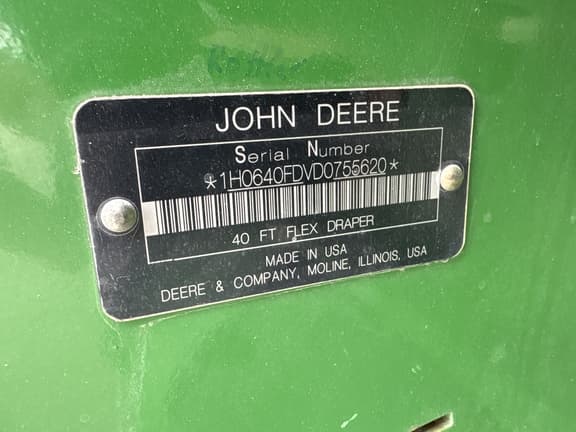 JOHN DEERE
Serial Number
*1H0640FDVD0755620*
40 FT FLEX DRAPER
MADE IN USA
DEERE & COMPANY, MOLINE, ILLINOIS, USA